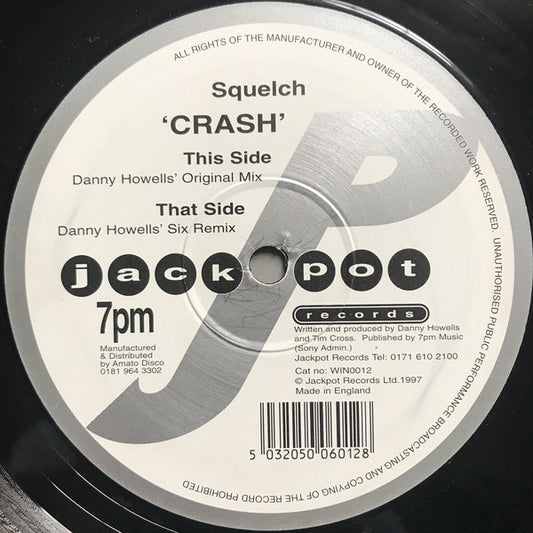 ALL RIGHTS OF THE MANUFACTURER AND OWNER OF THE RECORDED WORK RESERVED. UNAUTHORISED PUBLIC PERFORMANCE BROADCASTING AND COPYING OF THE RECORD PROHIBITED
Squelch
'CRASH'
This Side
Danny Howells' Original Mix
That Side
Danny Howells' Six Remix
jackpot
records
7pm
Manufactured
& Distributed
by Amato Disco
0181 964 3302
Written and produced by Danny Howells
and Tim Cross. Published by 7pm Music
(Sony Admin.)
Jackpot Records Tel: 0171 610 2100
Cat no: WIN0012
© Jackpot Records Ltd.1997
Made in England
5 032050 060128